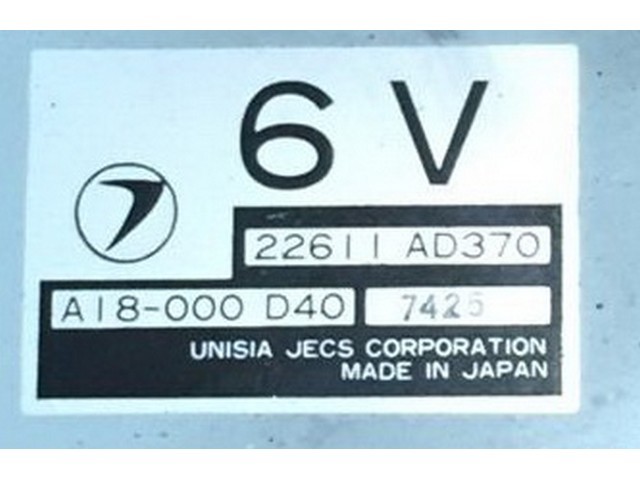 6 V
22611 AD370
A18-000 D40 7425
UNISIA JECS CORPORATION
MADE IN JAPAN